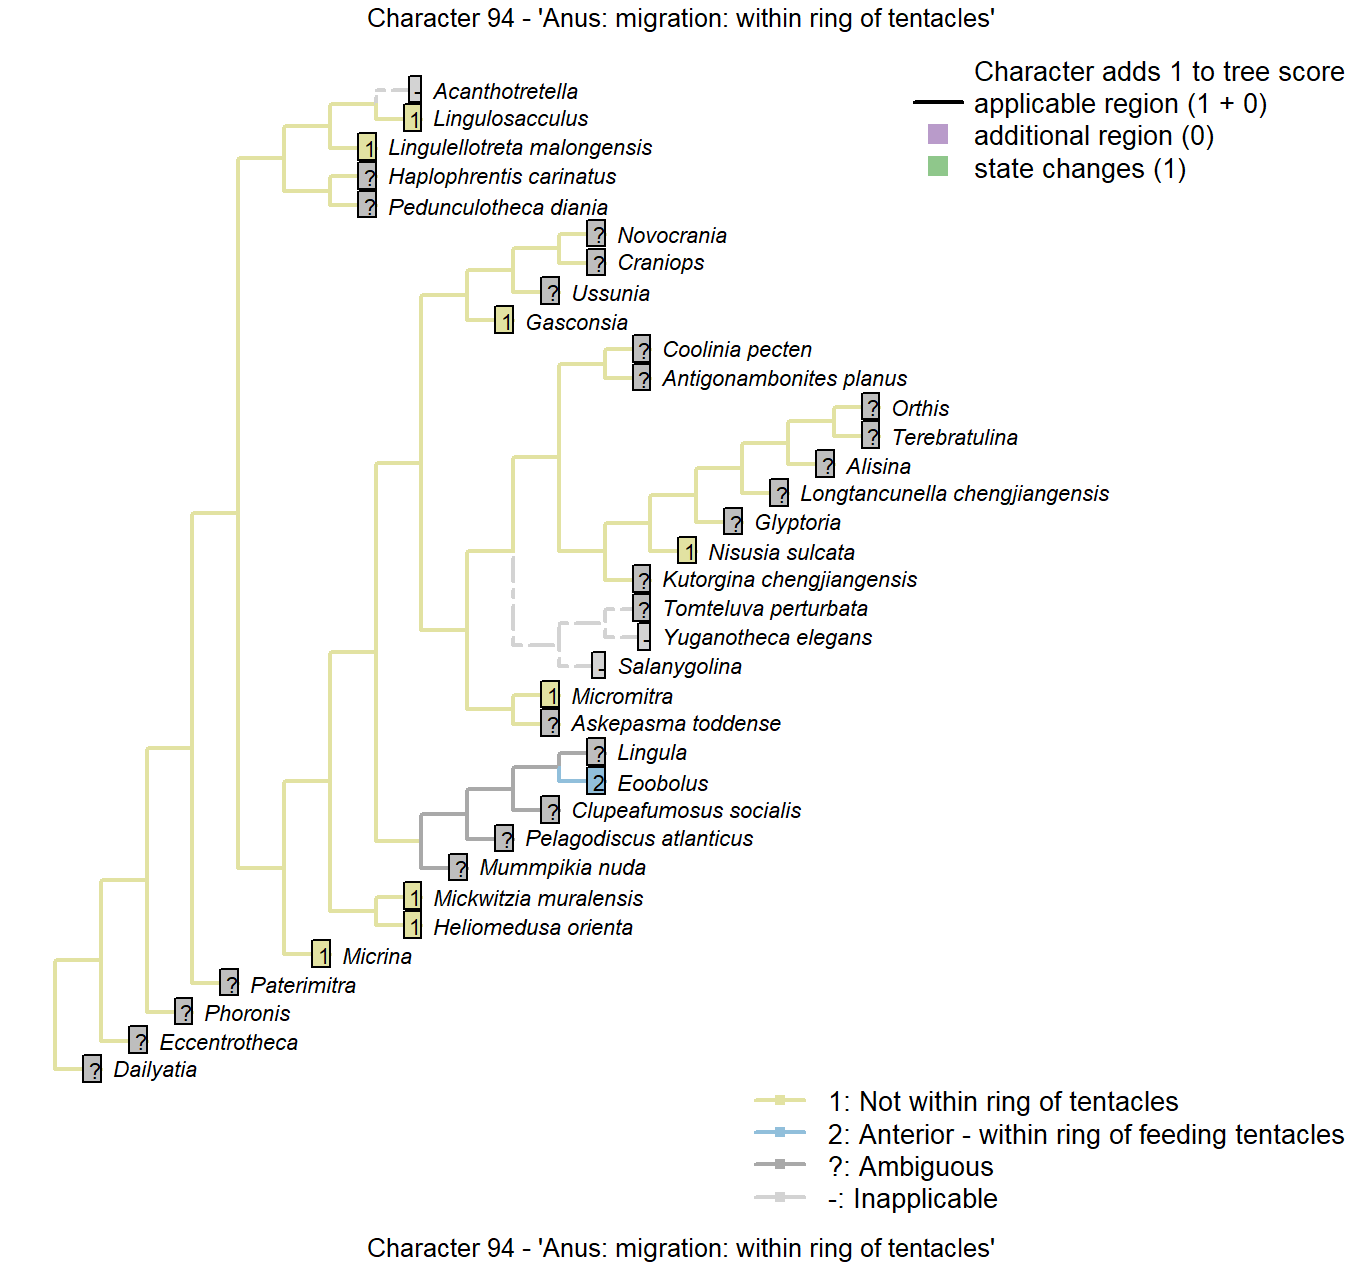 Character 94 - 'Anus: migration: within ring of tentacles'
Character adds 1 to tree score
applicable region (1 + 0)
additional region (0)
state changes (1)
- Acanthotretella
1 Lingulosacculus
1 Lingulellotreta malongensis
? Haplophrentis carinatus
? Pedunculotheca diania
? Novocrania
? Craniops
? Ussunia
1 Gasconsia
? Coolinia pecten
? Antigonambonites planus
? Orthis
? Terebratulina
? Alisina
? Longtancunella chengjiangensis
? Glyptoria
1 Nisusia sulcata
? Kutorgina chengjiangensis
? Tomteluva perturbata
- Yuganotheca elegans
- Salanygolina
1 Micromitra
? Askepasma toddense
? Lingula
2 Eoobolus
? Clupeafumosus socialis
? Pelagodiscus atlanticus
? Mummpikia nuda
1 Mickwitzia muralensis
1 Heliomedusa orienta
1 Micrina
? Paterimitra
? Phoronis
? Eccentrotheca
? Dailyatia
1: Not within ring of tentacles
2: Anterior - within ring of feeding tentacles
?: Ambiguous
-: Inapplicable
Character 94 - 'Anus: migration: within ring of tentacles'